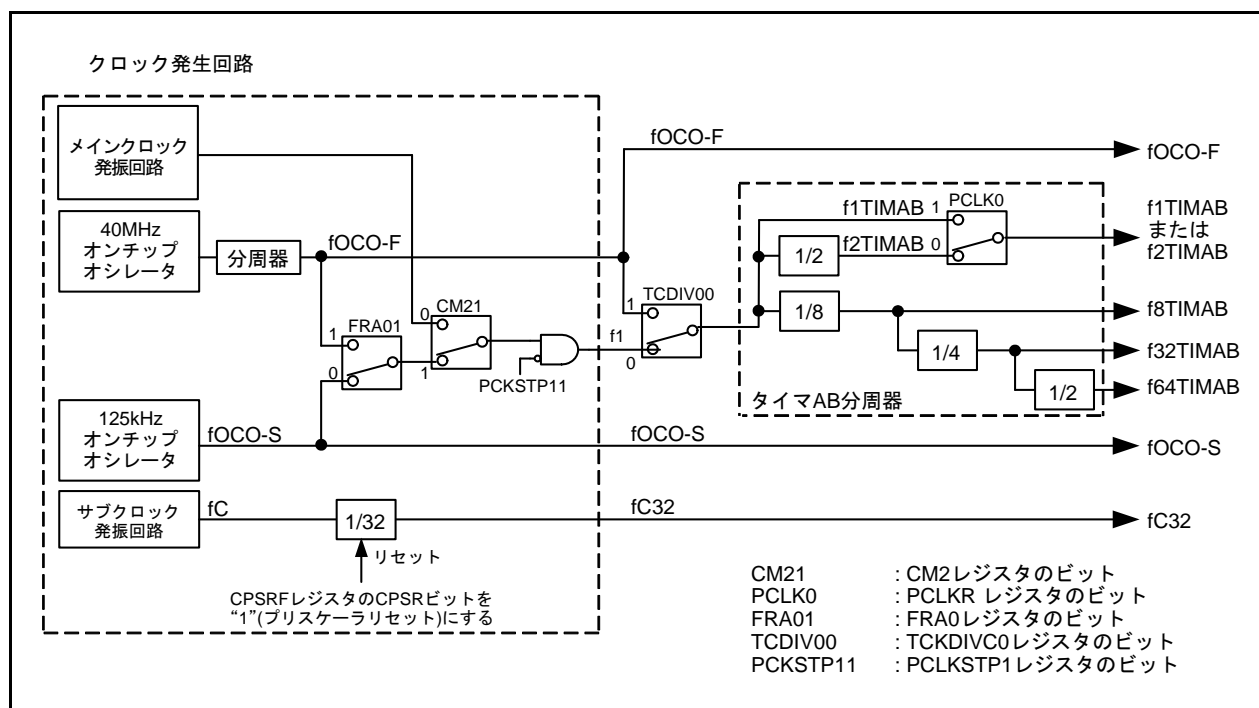 クロック発生回路
メインクロック
発振回路
40MHz
オンチップ
オシレータ
分周器
fOCO-F
fOCO-F
fOCO-F
FRA01
1
0
CM21
0
1
PCKSTP11
f1
TCDIV00
1
0
f1TIMAB
1
PCLK0
1/2
f2TIMAB
0
f1TIMAB
または
f2TIMAB
1/8
f8TIMAB
1/4
f32TIMAB
1/2
f64TIMAB
タイマAB分周器
125kHz
オンチップ
オシレータ
fOCO-S
fOCO-S
fOCO-S
サブクロック
発振回路
fC
1/32
fC32
fC32
リセット
CPSRFレジスタのCPSRビットを
“1”(プリスケーラリセット)にする
CM21 : CM2レジスタのビット
PCLK0 : PCLKR レジスタのビット
FRA01 : FRA0レジスタのビット
TCDIV00 : TCKDIVC0レジスタのビット
PCKSTP11 : PCLKSTP1レジスタのビット